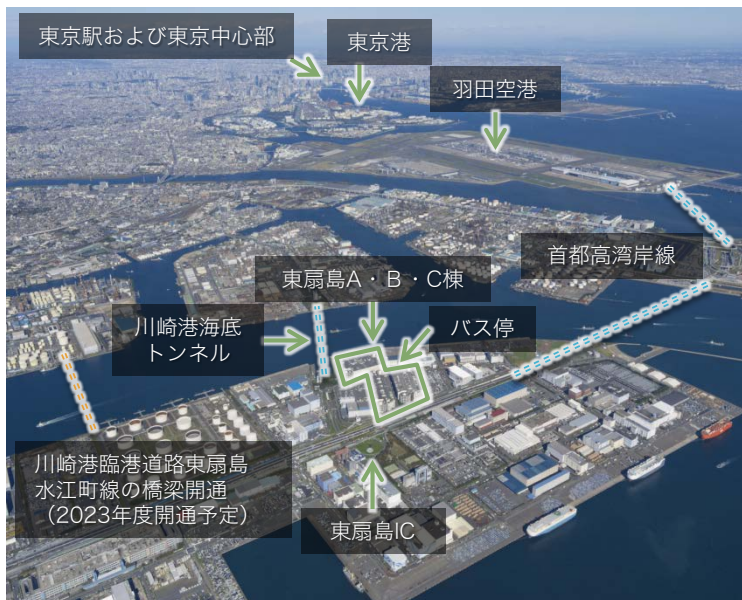 東京駅および東京中心部
東京港
羽田空港
首都高湾岸線
東扇島A・B・C棟
川崎港海底
トンネル
バス停
川崎港臨港道路東扇島
水江町線の橋梁開通
（2023年度開通予定）
東扇島IC